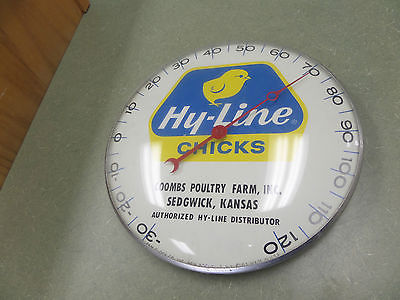 -30 -20 -10 0 10 20 30 40 50 60 70 80 90 100 120
Hy-Line®
CHICKS
COOMBS POULTRY FARM, INC.
SEDGWICK, KANSAS
AUTHORIZED HY-LINE DISTRIBUTOR